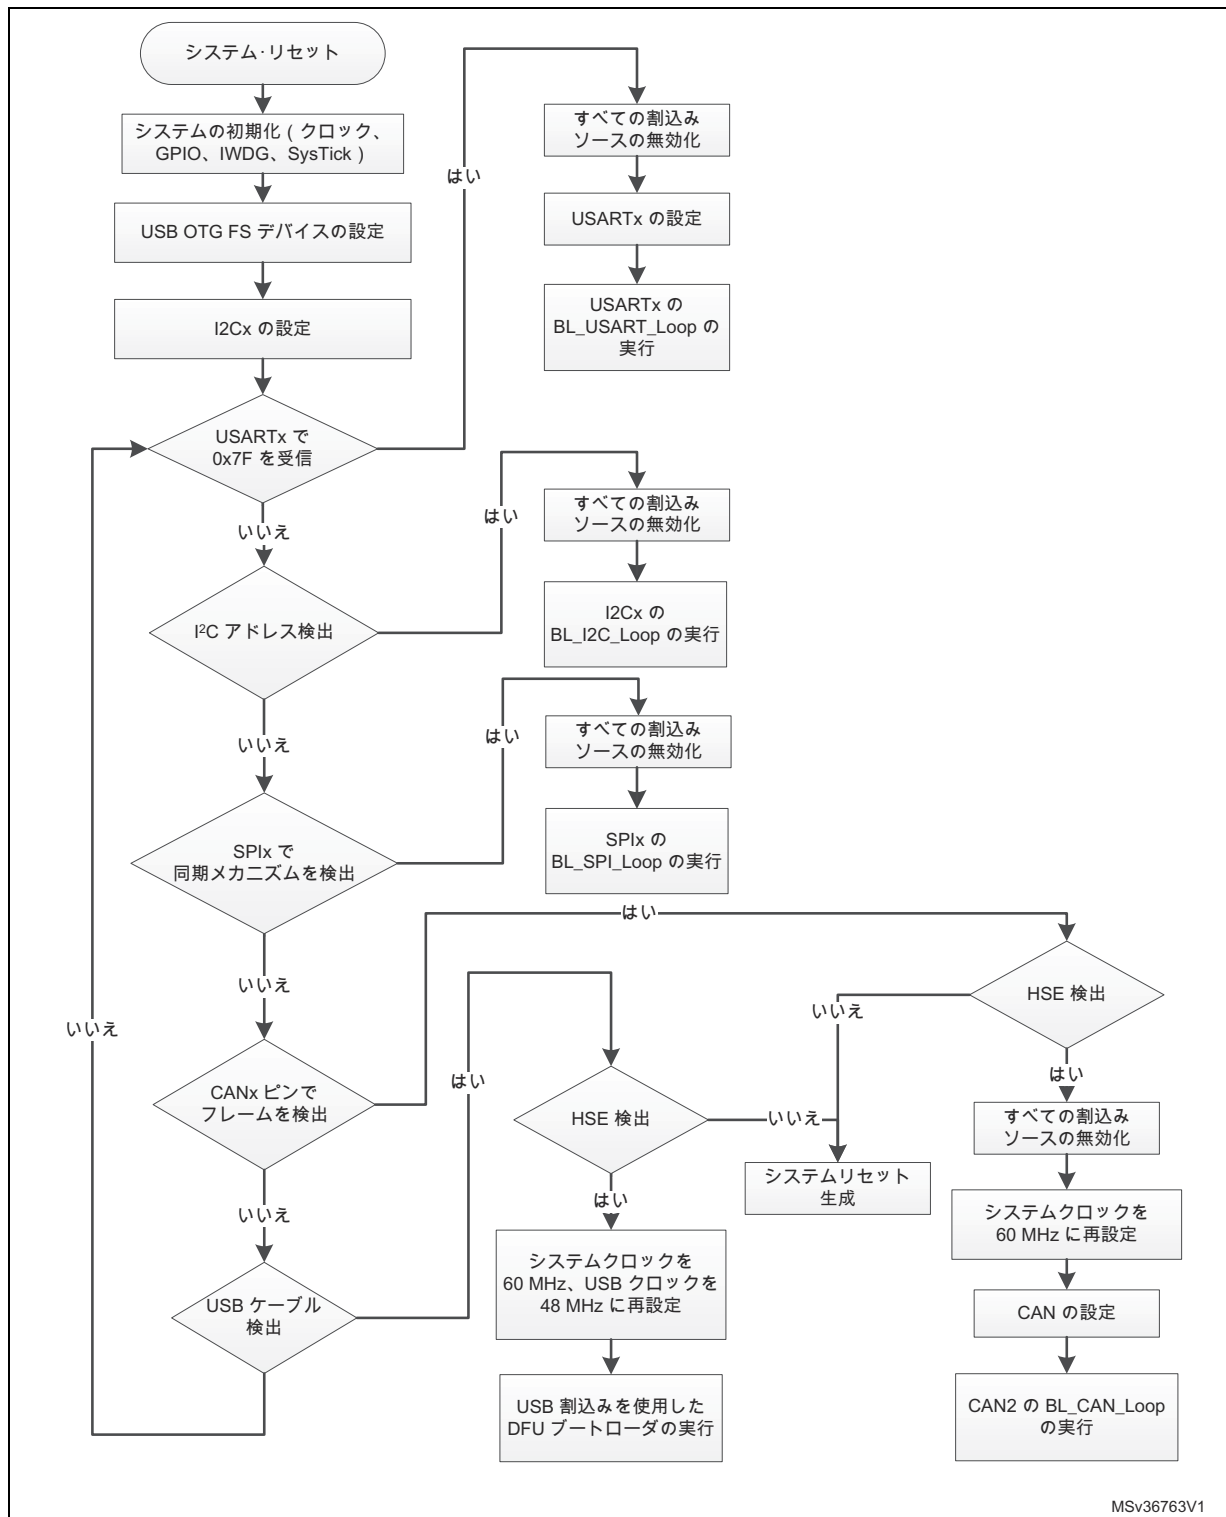 システム･リセット
システムの初期化 ( クロック、
GPIO、IWDG、SysTick )
USB OTG FS デバイスの設定
I2Cx の設定
USARTx で
0x7F を受信
はい
すべての割込み
ソースの無効化
USARTx の設定
USARTx の
BL_USART_Loop の
実行
いいえ
I²C アドレス検出
はい
すべての割込み
ソースの無効化
I2Cx の
BL_I2C_Loop の実行
いいえ
SPIx で
同期メカニズムを検出
はい
すべての割込み
ソースの無効化
SPIx の
BL_SPI_Loop の実行
いいえ
CANx ピンで
フレームを検出
はい
HSE 検出
いいえ
はい
すべての割込み
ソースの無効化
システムクロックを
60 MHz に再設定
CAN の設定
CAN2 の BL_CAN_Loop
の実行
いいえ
USB ケーブル
検出
はい
HSE 検出
いいえ
システムリセット
生成
はい
システムクロックを
60 MHz、USB クロックを
48 MHz に再設定
USB 割込みを使用した
DFU ブートローダの実行
いいえ
MSv36763V1